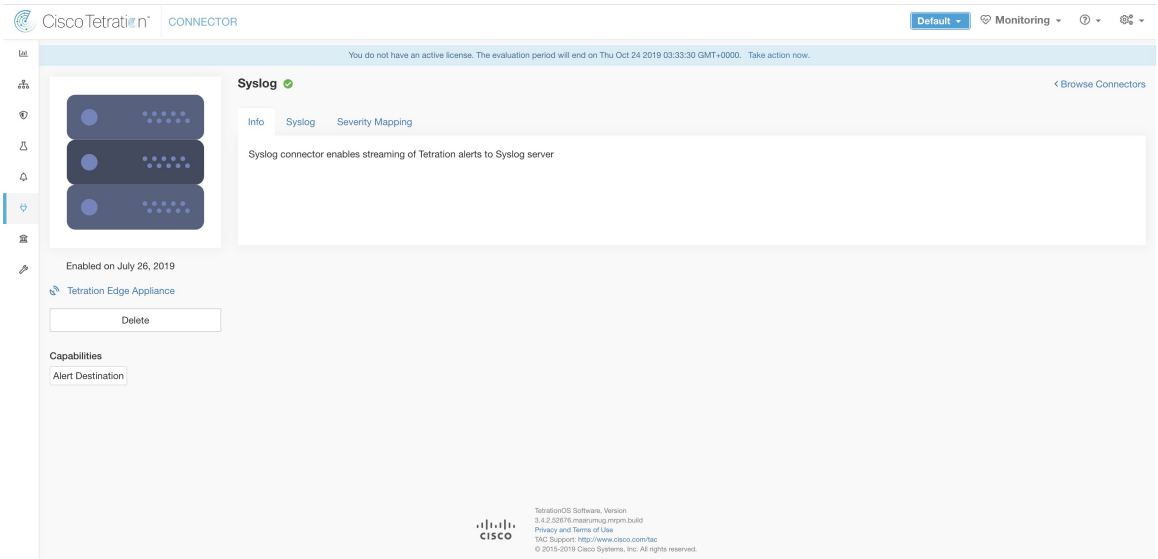 Cisco Tetration™ CONNECTOR Default Monitoring
You do not have an active license. The evaluation period will end on Thu Oct 24 2019 03:33:30 GMT+0000. Take action now.
Syslog
< Browse Connectors
Info Syslog Severity Mapping
Syslog connector enables streaming of Tetration alerts to Syslog server
Enabled on July 26, 2019
Tetration Edge Appliance
Delete
Capabilities
Alert Destination
CISCO
TetrationOS Software, Version
3.4.2.52676.maarumug.mrpm.build
Privacy and Terms of Use
TAC Support: http://www.cisco.com/tac
© 2015-2019 Cisco Systems, Inc. All rights reserved.